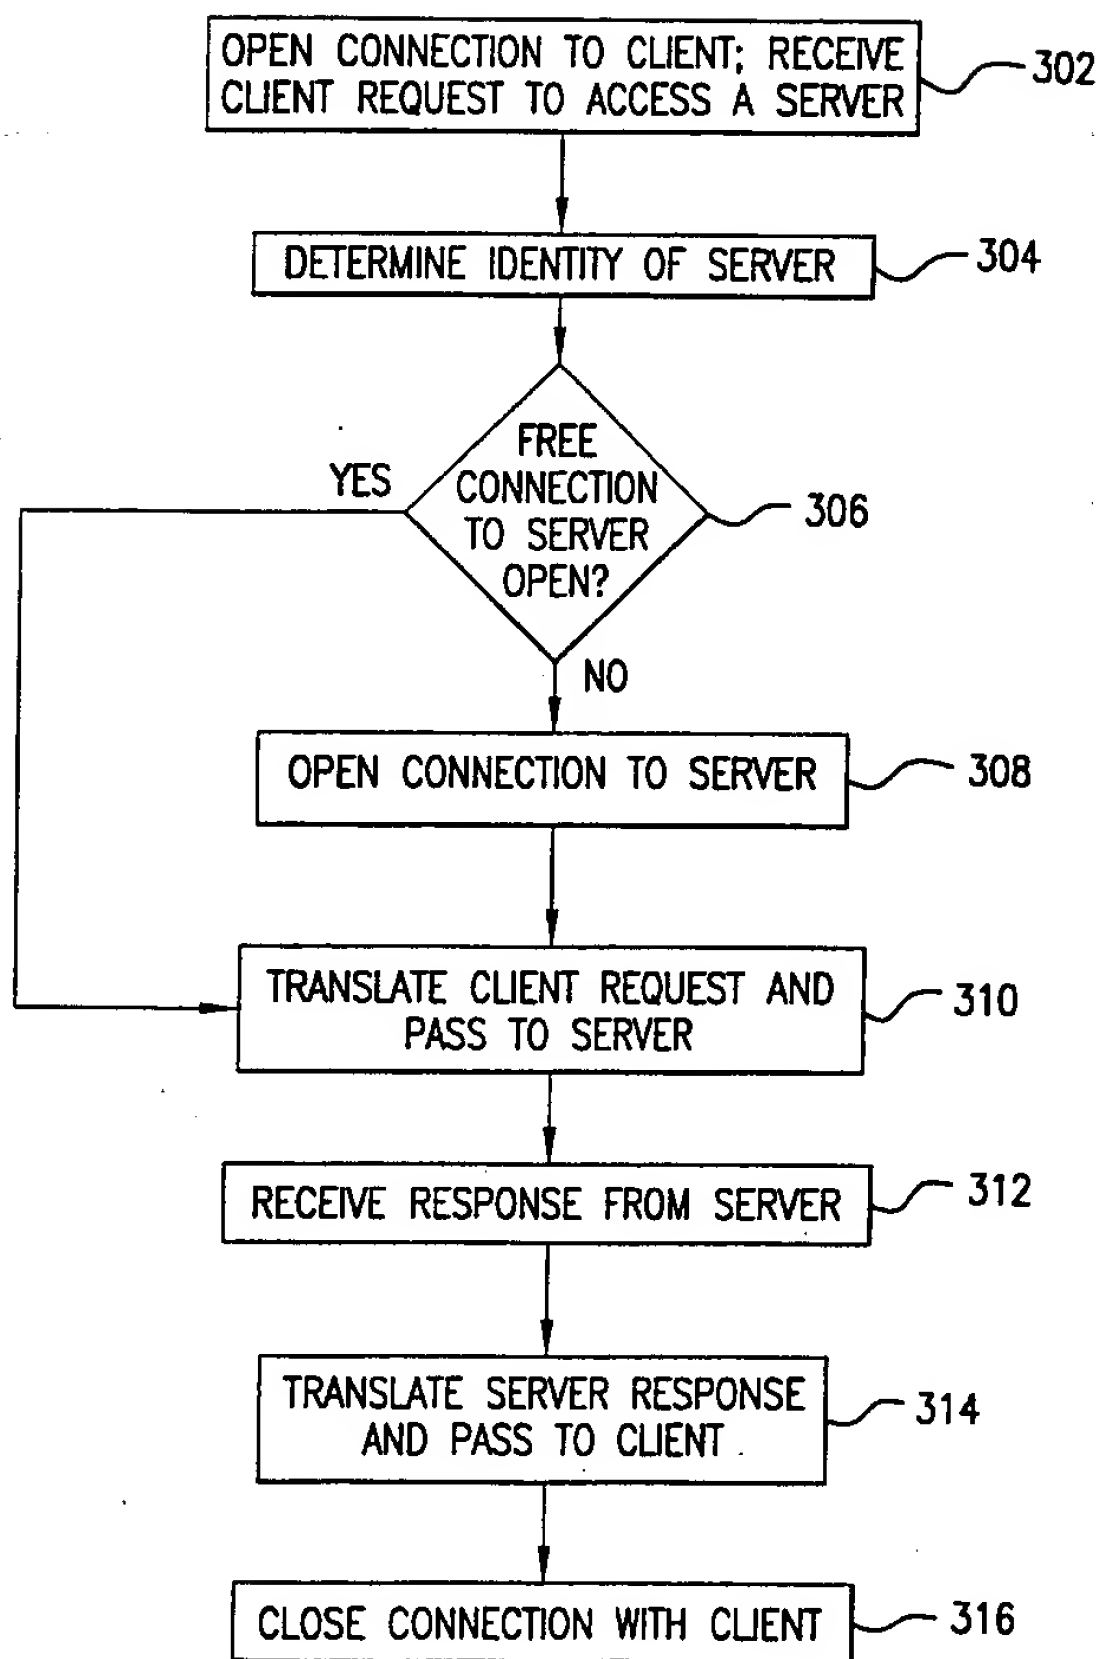 OPEN CONNECTION TO CLIENT; RECEIVE
CLIENT REQUEST TO ACCESS A SERVER
302
DETERMINE IDENTITY OF SERVER
304
FREE
CONNECTION
TO SERVER
OPEN?
YES
306
NO
OPEN CONNECTION TO SERVER
308
TRANSLATE CLIENT REQUEST AND
PASS TO SERVER
310
RECEIVE RESPONSE FROM SERVER
312
TRANSLATE SERVER RESPONSE
AND PASS TO CLIENT
314
CLOSE CONNECTION WITH CLIENT
316